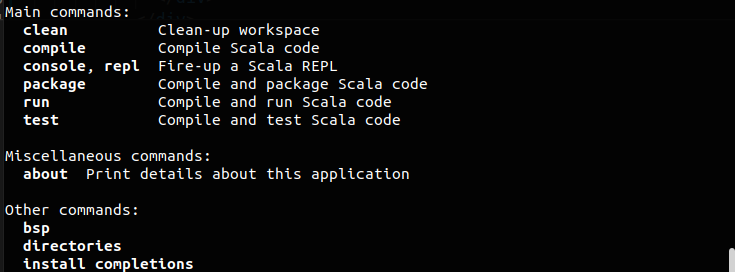 Main commands:
  clean          Clean-up workspace
  compile        Compile Scala code
  console, repl  Fire-up a Scala REPL
  package        Compile and package Scala code
  run            Compile and run Scala code
  test           Compile and test Scala code
Miscellaneous commands:
  about  Print details about this application
Other commands:
  bsp
  directories
  install completions